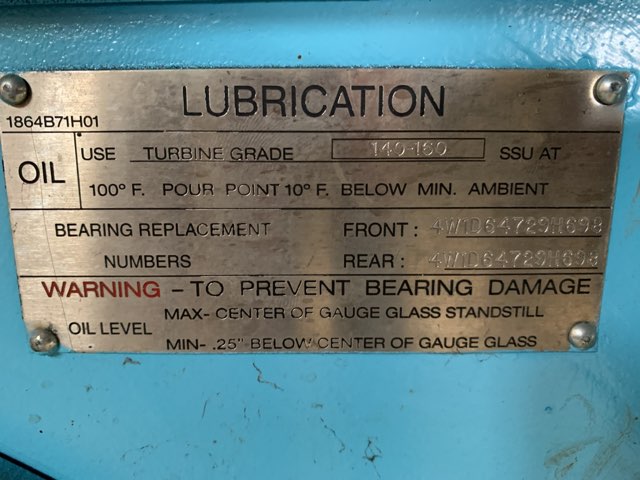 LUBRICATION
1864B71H01
OIL
USE TURBINE GRADE 140-160 SSU AT
100° F. POUR POINT 10° F. BELOW MIN. AMBIENT
BEARING REPLACEMENT FRONT: 4W1D64729H698
NUMBERS REAR: 4W1D64729H698
WARNING - TO PREVENT BEARING DAMAGE
OIL LEVEL
MAX- CENTER OF GAUGE GLASS STANDSTILL
MIN- .25" BELOW CENTER OF GAUGE GLASS